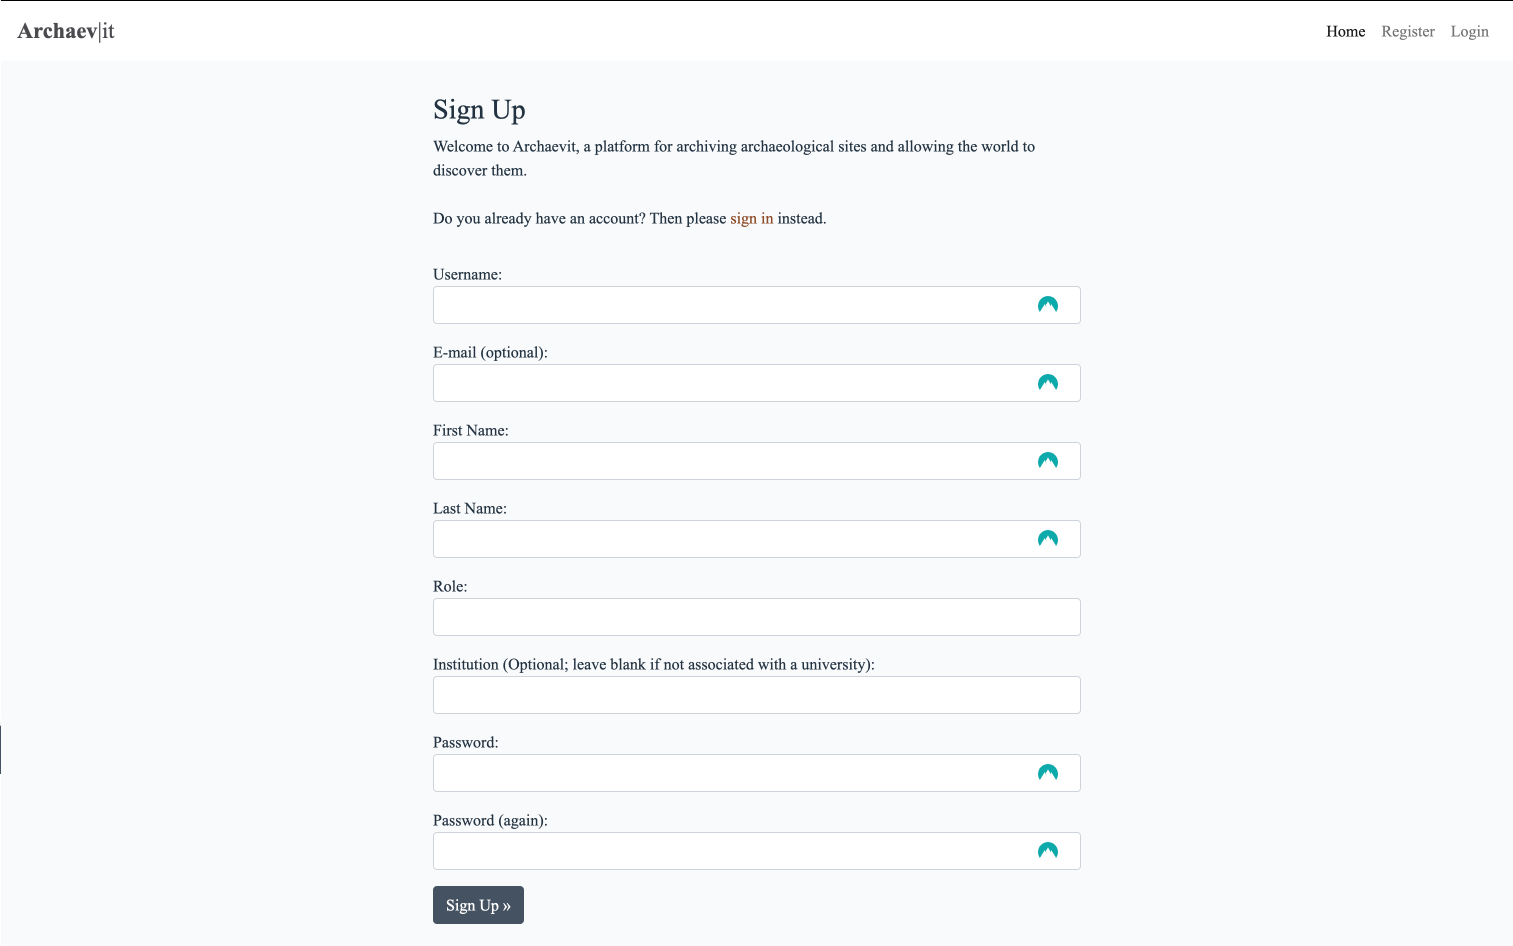 Archaev|it
Home Register Login
Sign Up
Welcome to Archaevit, a platform for archiving archaeological sites and allowing the world to
discover them.
Do you already have an account? Then please sign in instead.
Username:
E-mail (optional):
First Name:
Last Name:
Role:
Institution (Optional; leave blank if not associated with a university):
Password:
Password (again):
Sign Up »